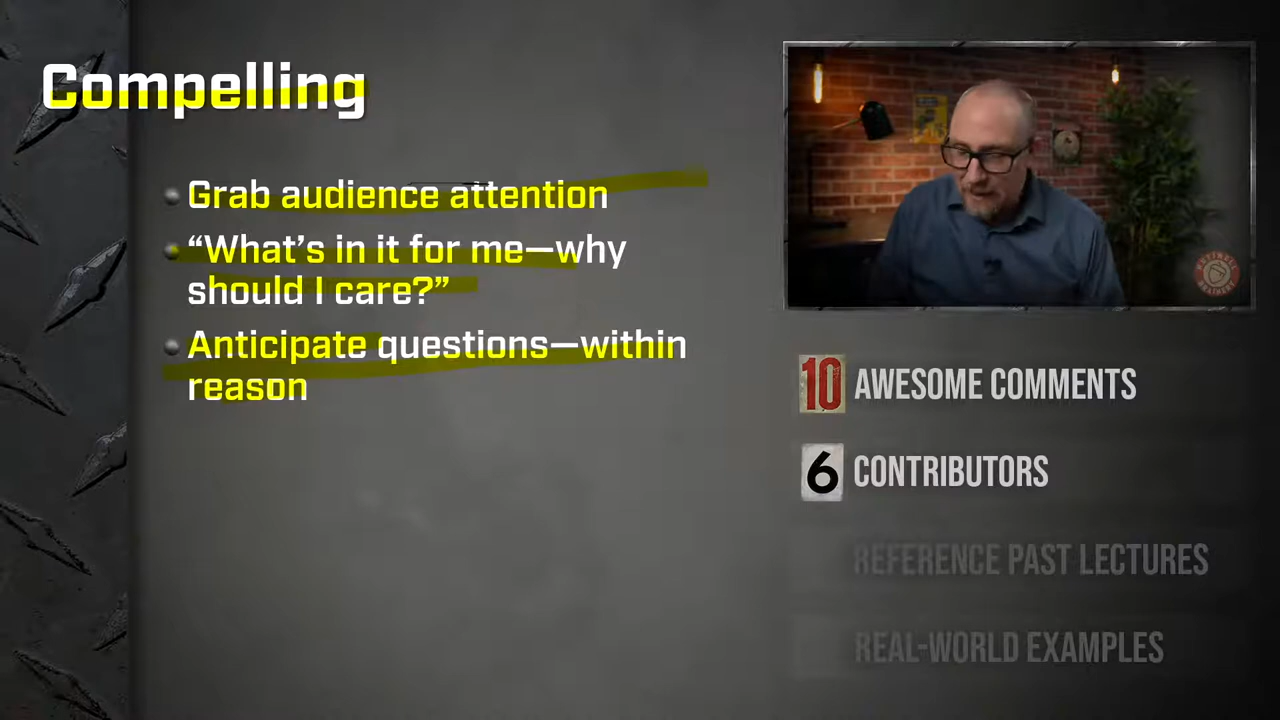 Compelling
Grab audience attention
“What’s in it for me—why
should I care?”
Anticipate questions—within
reason
10 AWESOME COMMENTS
6 CONTRIBUTORS
REFERENCE PAST LECTURES
REAL-WORLD EXAMPLES